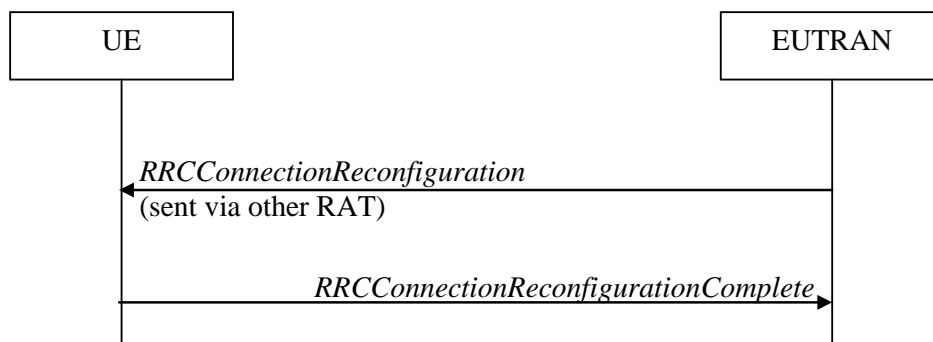 UE
EUTRAN
RRCConnectionReconfiguration
(sent via other RAT)
RRCConnectionReconfigurationComplete